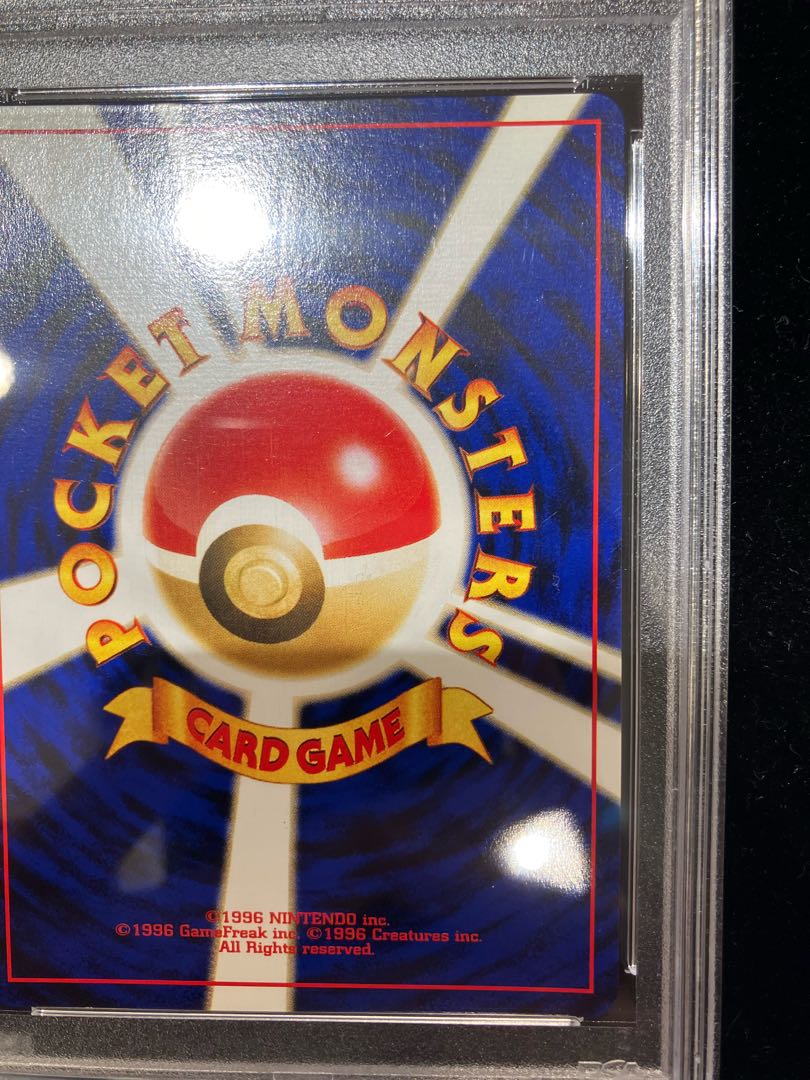 POCKET MONSTERS
CARD GAME
©1996 NINTENDO inc.
©1996 GameFreak inc. ©1996 Creatures inc.
All Rights reserved.